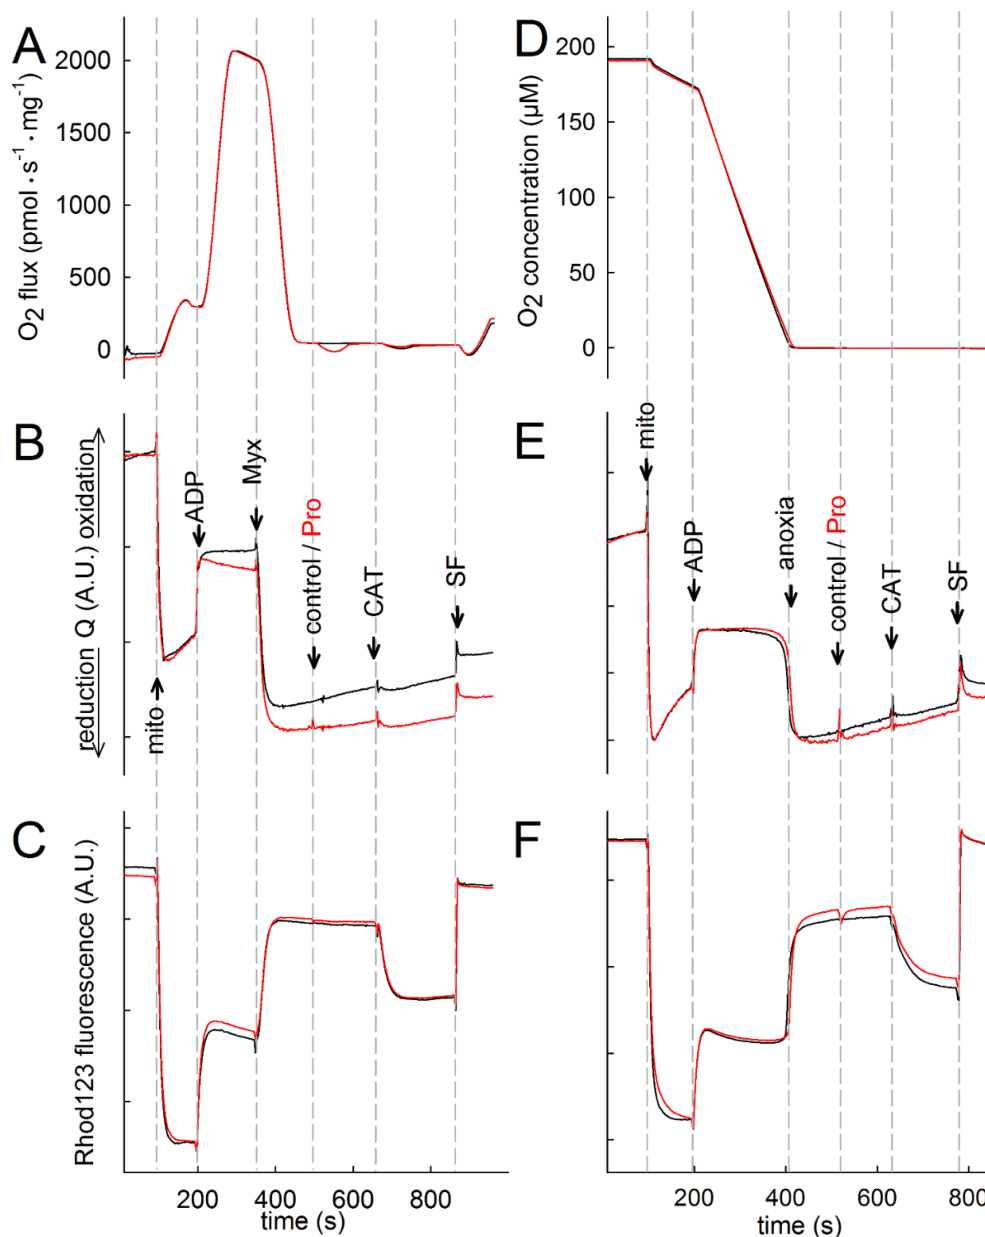 A
O₂ flux (pmol · s⁻¹ · mg⁻¹)
2000
1500
1000
500
0
D
O₂ concentration (µM)
200
150
100
50
0
B
reduction Q (A.U.) oxidation
mito
ADP
Myx
control / Pro
CAT
SF
E
mito
ADP
anoxia
control / Pro
CAT
SF
C
Rhod123 fluorescence (A.U.)
200 400 600 800
time (s)
F
200 400 600 800
time (s)